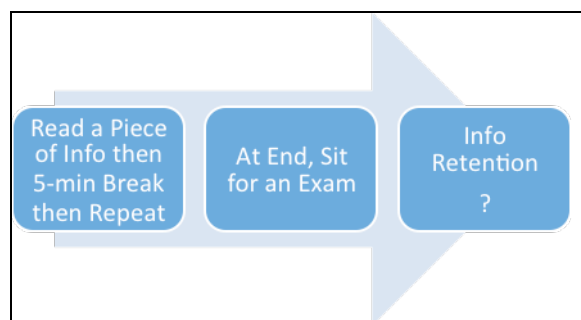 Read a Piece
of Info then
5-min Break
then Repeat
At End, Sit
for an Exam
Info
Retention
?